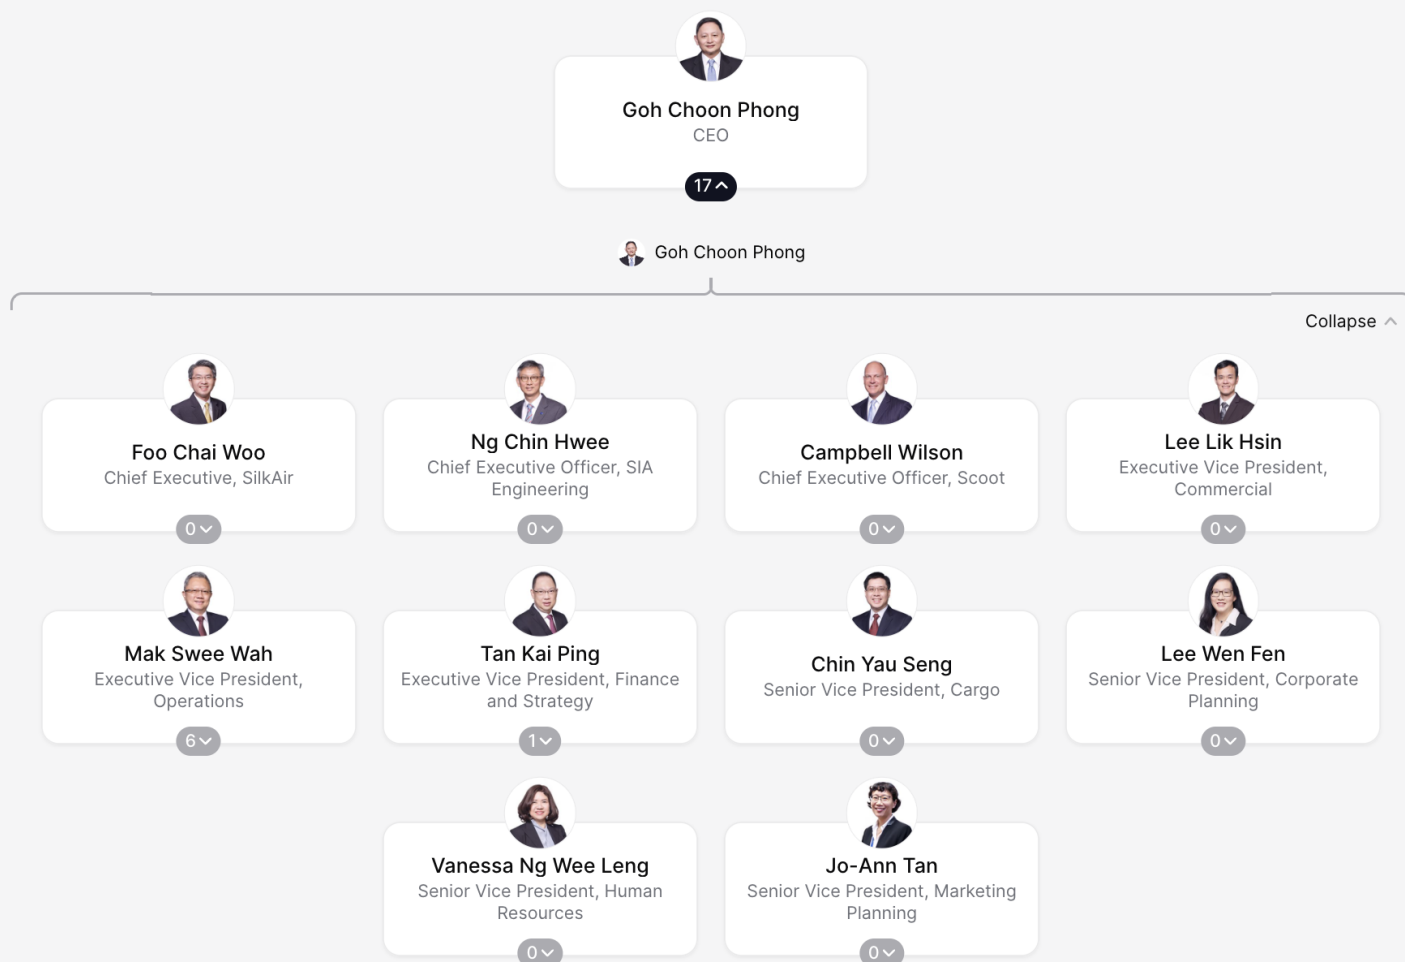 Goh Choon Phong
CEO
17
Goh Choon Phong
Collapse
Foo Chai Woo
Chief Executive, SilkAir
0
Ng Chin Hwee
Chief Executive Officer, SIA
Engineering
0
Campbell Wilson
Chief Executive Officer, Scoot
0
Lee Lik Hsin
Executive Vice President,
Commercial
0
Mak Swee Wah
Executive Vice President,
Operations
6
Tan Kai Ping
Executive Vice President, Finance
and Strategy
1
Chin Yau Seng
Senior Vice President, Cargo
0
Lee Wen Fen
Senior Vice President, Corporate
Planning
0
Vanessa Ng Wee Leng
Senior Vice President, Human
Resources
0
Jo-Ann Tan
Senior Vice President, Marketing
Planning
0